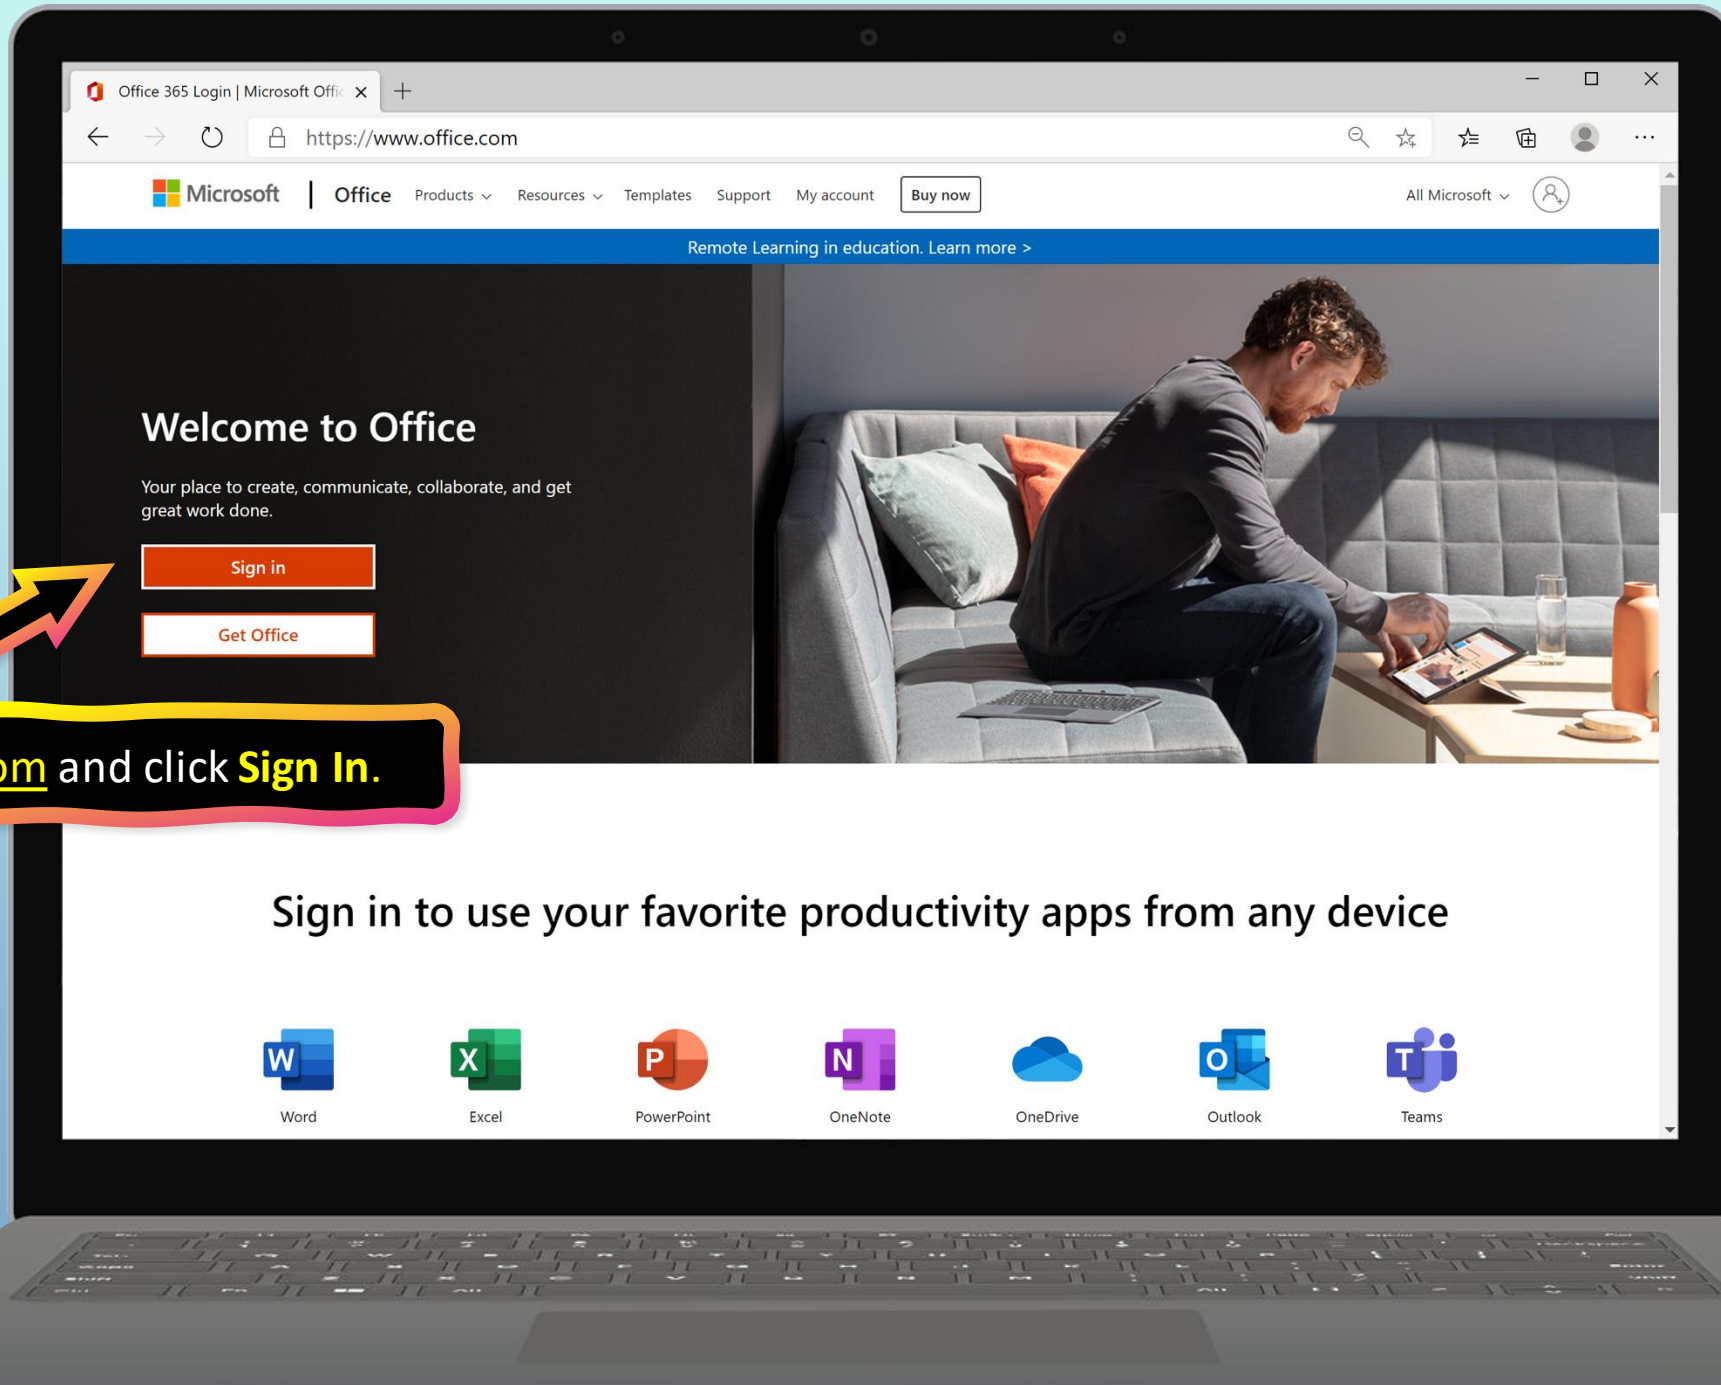 Office 365 Login | Microsoft Offic
https://www.office.com
Microsoft | Office Products Resources Templates Support My account Buy now All Microsoft
Remote Learning in education. Learn more >
Welcome to Office
Your place to create, communicate, collaborate, and get
great work done.
Sign in
Get Office
om and click Sign In.
Sign in to use your favorite productivity apps from any device
W X P N O T
Word Excel PowerPoint OneNote OneDrive Outlook Teams